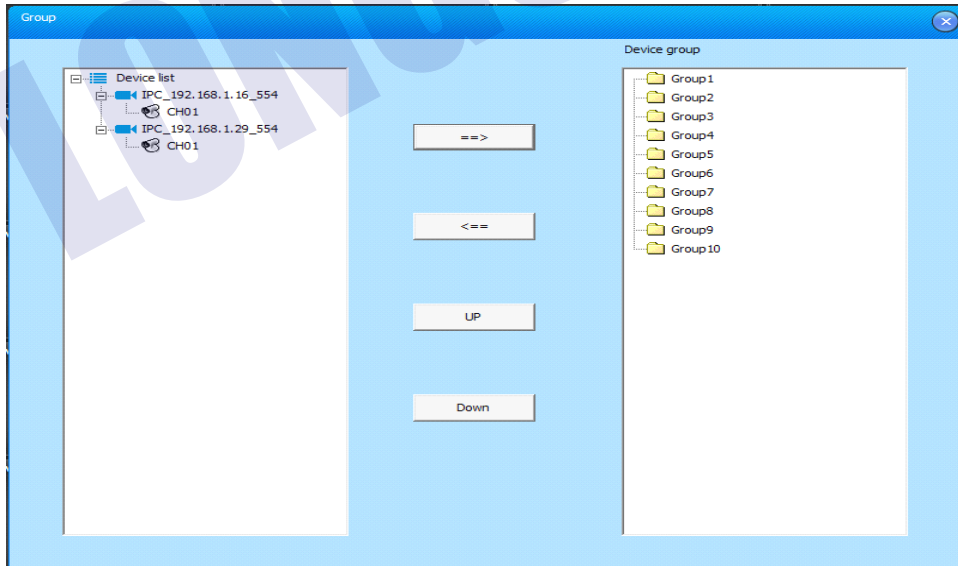 Group
Device list
IPC_192.168.1.16_554
CH01
IPC_192.168.1.29_554
CH01
==>
<==
UP
Down
Device group
Group1
Group2
Group3
Group4
Group5
Group6
Group7
Group8
Group9
Group10